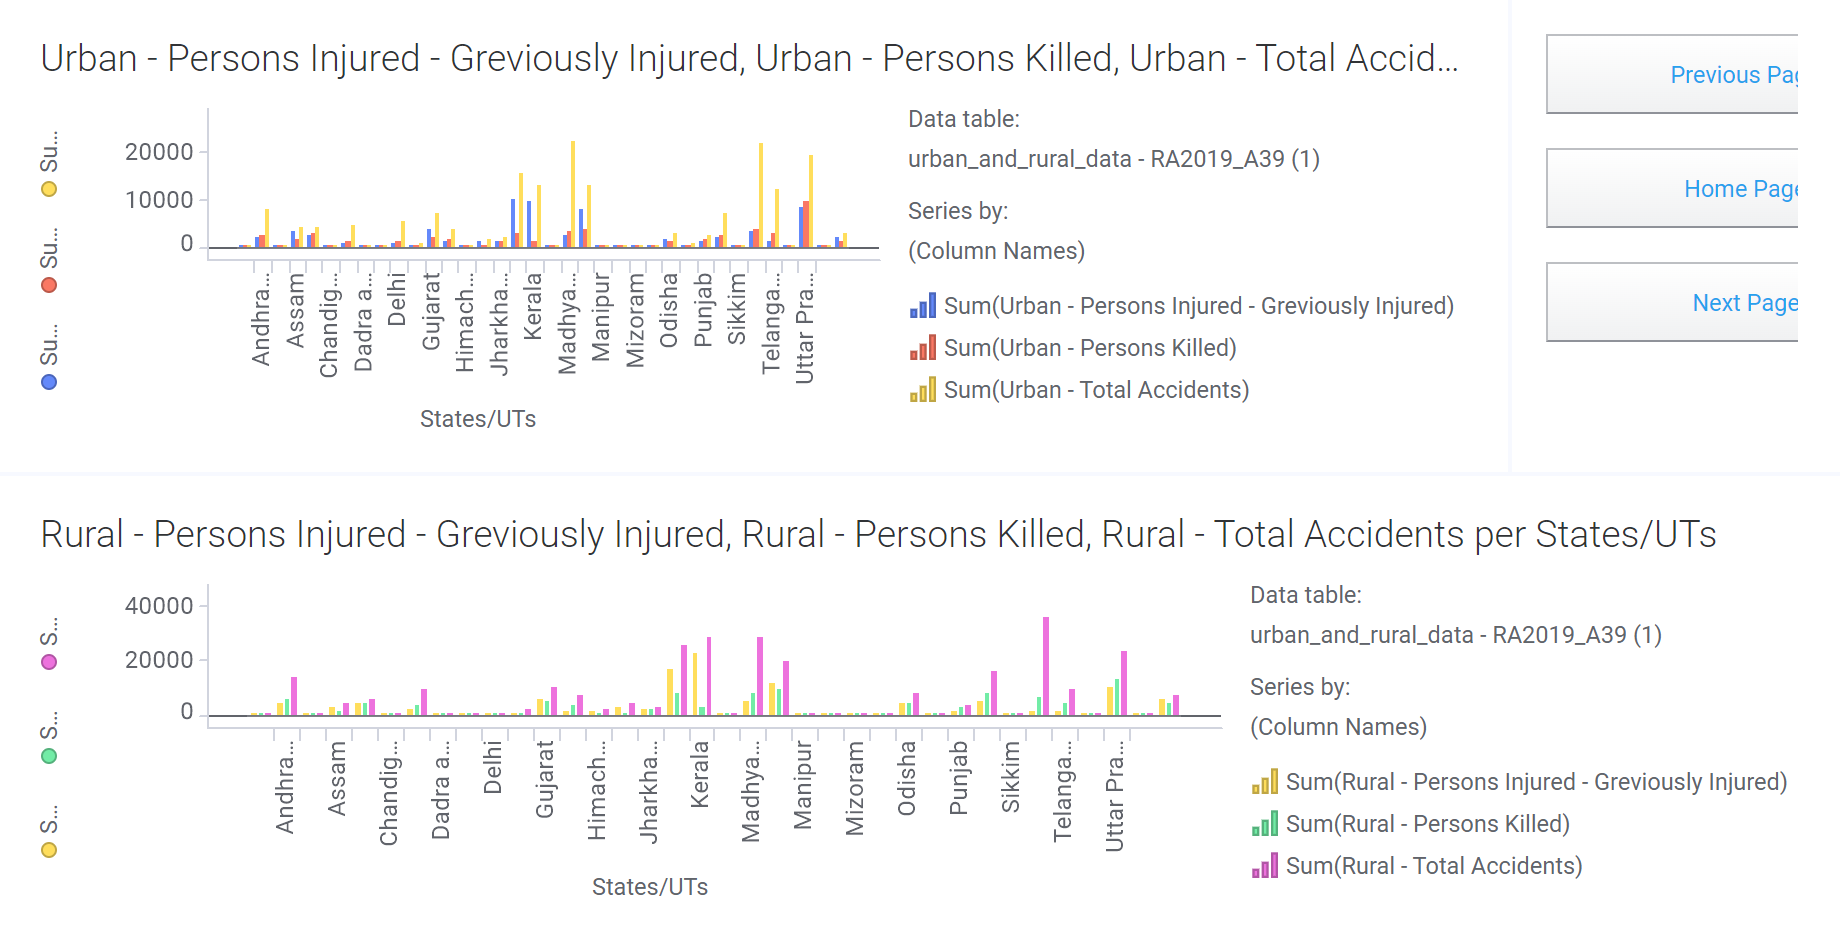 Urban - Persons Injured - Greviously Injured, Urban - Persons Killed, Urban - Total Accid...
Su...
Su...
Su...
20000
10000
0
Andhra...
Assam
Chandig...
Dadra a...
Delhi
Gujarat
Himach...
Jharkha...
Kerala
Madhya...
Manipur
Mizoram
Odisha
Punjab
Sikkim
Telanga...
Uttar Pra...
States/UTs
Data table:
urban_and_rural_data - RA2019_A39 (1)
Series by:
(Column Names)
Sum(Urban - Persons Injured - Greviously Injured)
Sum(Urban - Persons Killed)
Sum(Urban - Total Accidents)
Previous Pag
Home Page
Next Page
Rural - Persons Injured - Greviously Injured, Rural - Persons Killed, Rural - Total Accidents per States/UTs
S...
S...
S...
40000
20000
0
Andhra...
Assam
Chandig...
Dadra a...
Delhi
Gujarat
Himach...
Jharkha...
Kerala
Madhya...
Manipur
Mizoram
Odisha
Punjab
Sikkim
Telanga...
Uttar Pra...
States/UTs
Data table:
urban_and_rural_data - RA2019_A39 (1)
Series by:
(Column Names)
Sum(Rural - Persons Injured - Greviously Injured)
Sum(Rural - Persons Killed)
Sum(Rural - Total Accidents)